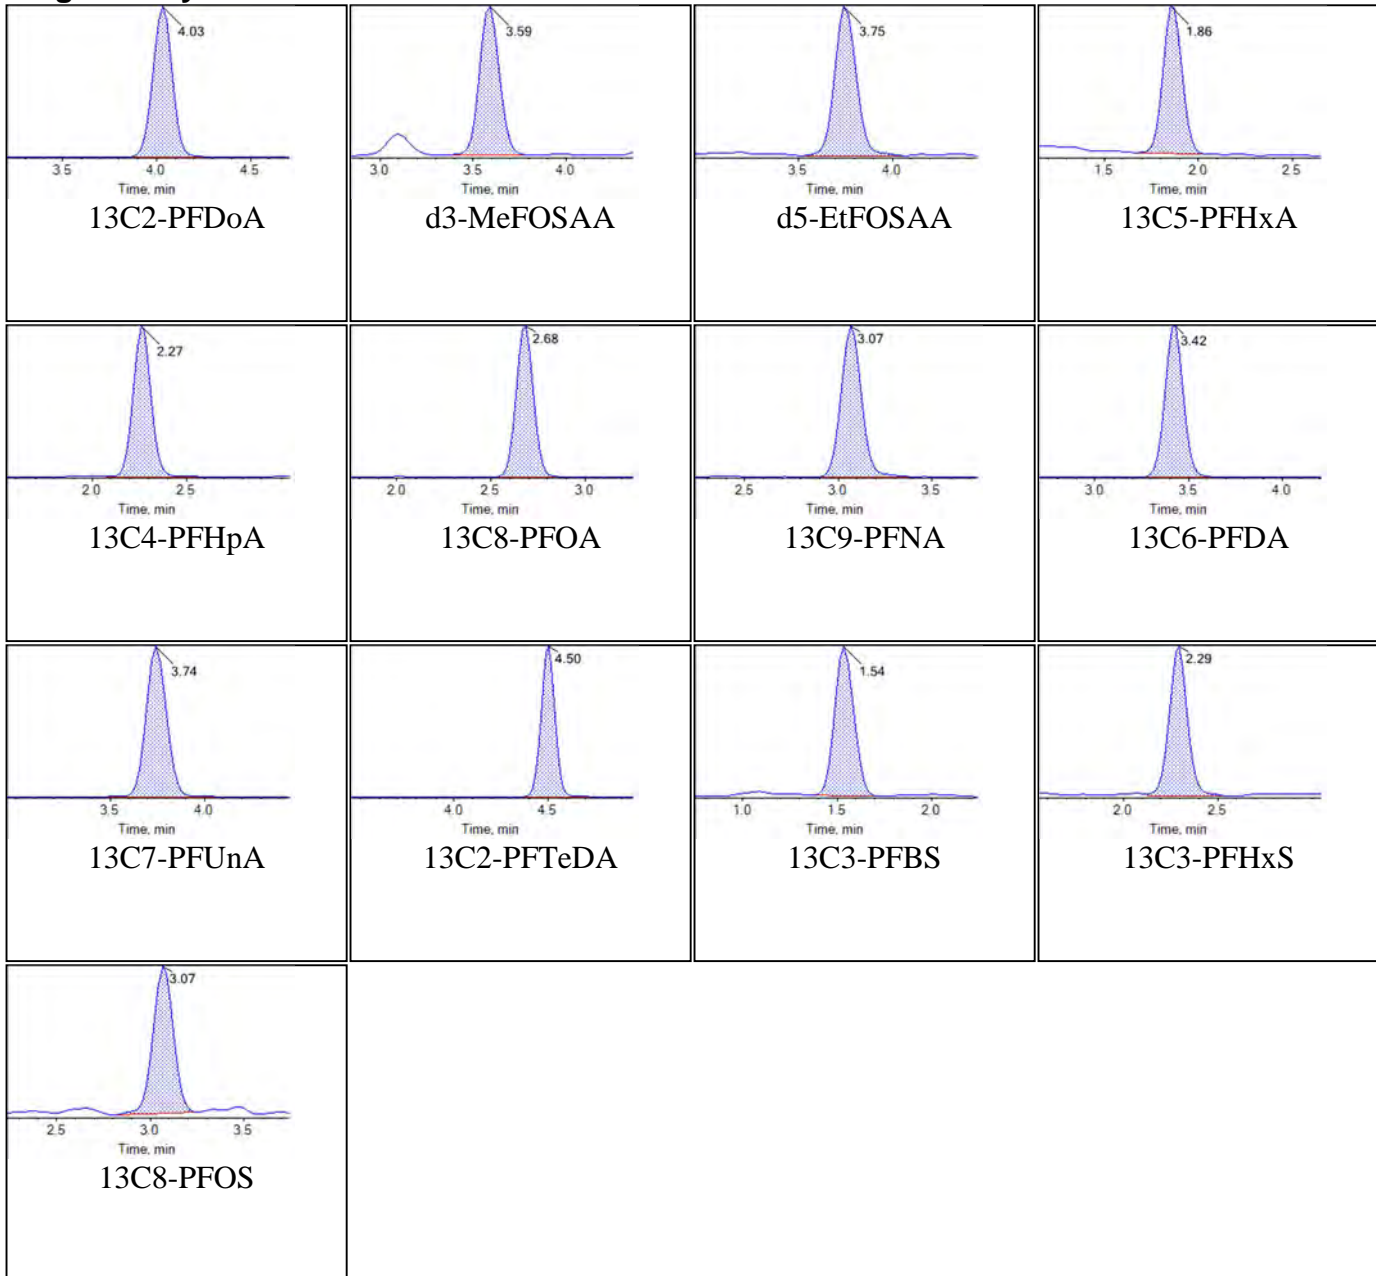 4.03
3.5 4.0 4.5
Time, min
13C2-PFDoA
3.59
3.0 3.5 4.0
Time, min
d3-MeFOSAA
3.75
3.5 4.0
Time, min
d5-EtFOSAA
1.86
1.5 2.0 2.5
Time, min
13C5-PFHxA
2.27
2.0 2.5
Time, min
13C4-PFHpA
2.68
2.0 2.5 3.0
Time, min
13C8-PFOA
3.07
2.5 3.0 3.5
Time, min
13C9-PFNA
3.42
3.0 3.5 4.0
Time, min
13C6-PFDA
3.74
3.5 4.0
Time, min
13C7-PFUnA
4.50
4.0 4.5
Time, min
13C2-PFTeDA
1.54
1.0 1.5 2.0
Time, min
13C3-PFBS
2.29
2.0 2.5
Time, min
13C3-PFHxS
3.07
2.5 3.0 3.5
Time, min
13C8-PFOS